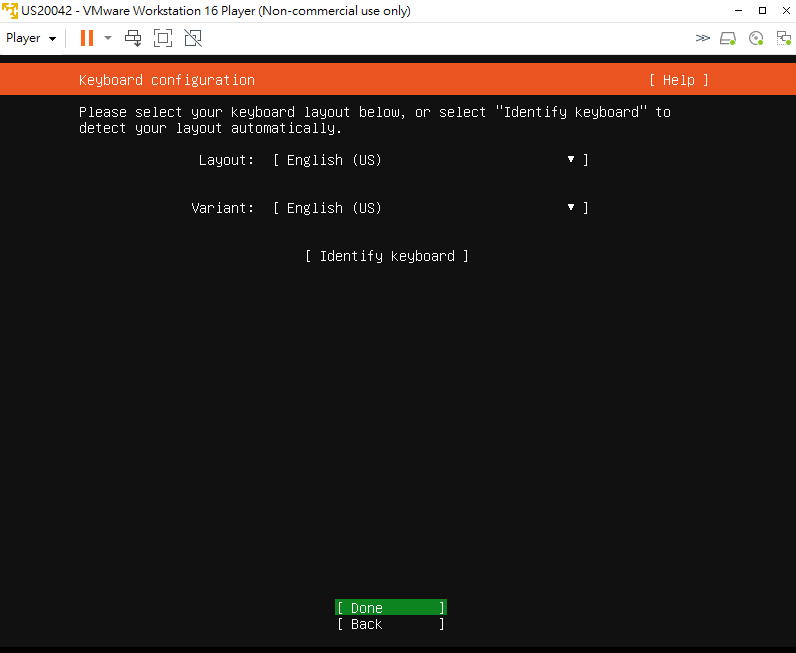 US20042 - VMware Workstation 16 Player (Non-commercial use only)
Player
Keyboard configuration [ Help ]
Please select your keyboard layout below, or select "Identify keyboard" to
detect your layout automatically.
Layout: [ English (US) ▾ ]
Variant: [ English (US) ▾ ]
[ Identify keyboard ]
[ Done ]
[ Back ]